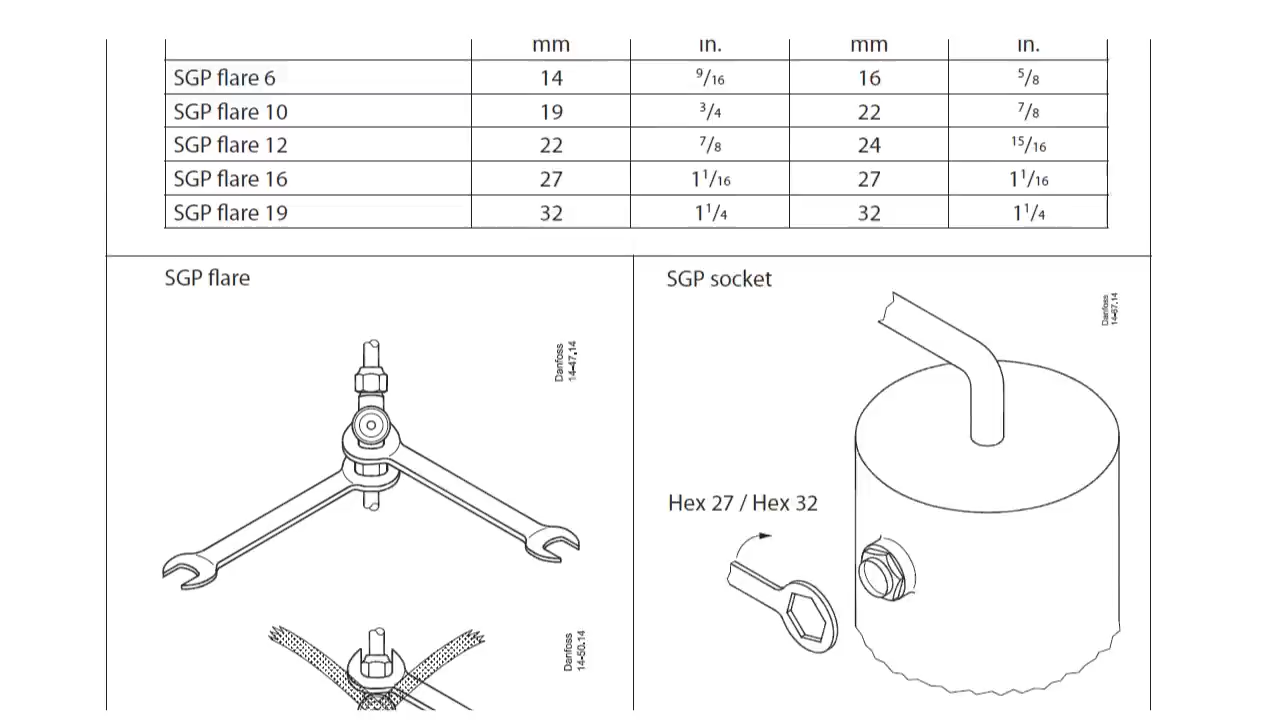 mm in. mm in.
SGP flare 6 14 9/16 16 5/8
SGP flare 10 19 3/4 22 7/8
SGP flare 12 22 7/8 24 15/16
SGP flare 16 27 1 1/16 27 1 1/16
SGP flare 19 32 1 1/4 32 1 1/4
SGP flare
SGP socket
Danfoss
14-67.14
Danfoss
14-47.14
Hex 27 / Hex 32
Danfoss
14-50.14